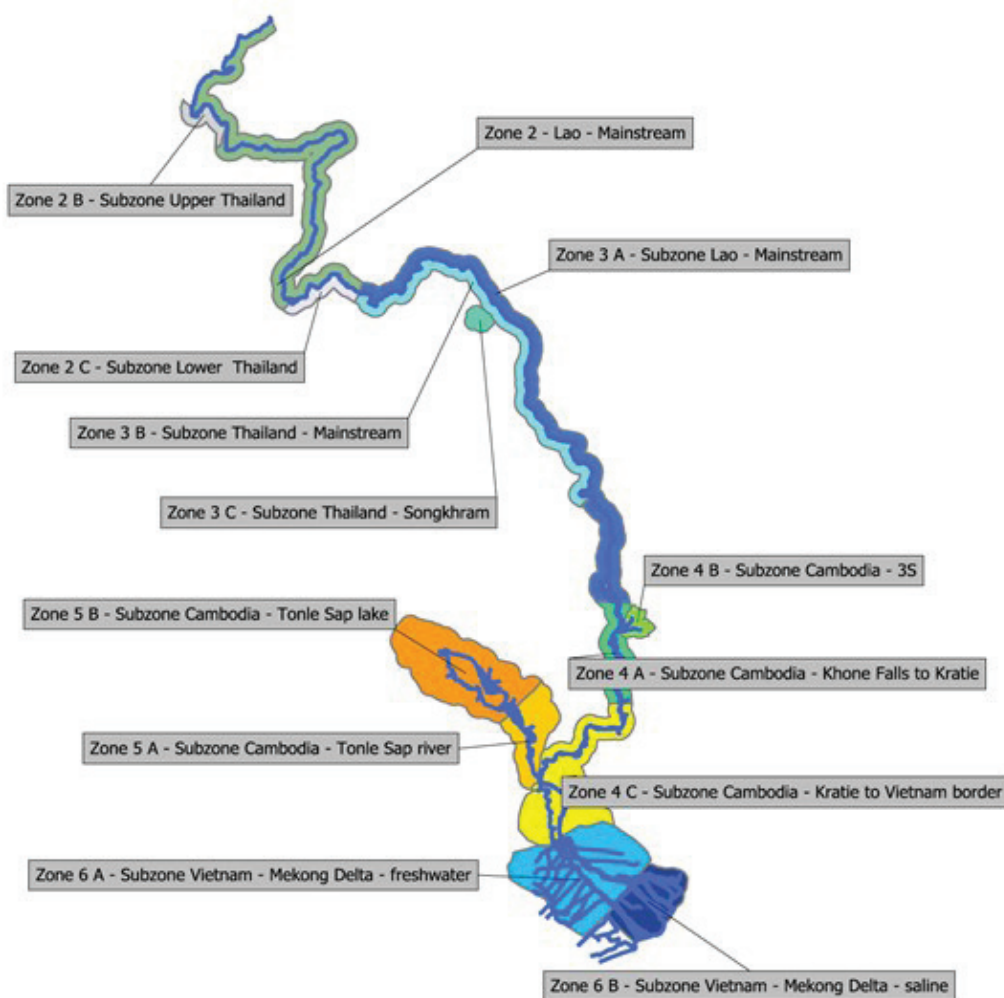 Zone 2 - Lao - Mainstream
Zone 2 B - Subzone Upper Thailand
Zone 3 A - Subzone Lao - Mainstream
Zone 2 C - Subzone Lower Thailand
Zone 3 B - Subzone Thailand - Mainstream
Zone 3 C - Subzone Thailand - Songkhram
Zone 4 B - Subzone Cambodia - 3S
Zone 5 B - Subzone Cambodia - Tonle Sap lake
Zone 4 A - Subzone Cambodia - Khone Falls to Kratie
Zone 5 A - Subzone Cambodia - Tonle Sap river
Zone 4 C - Subzone Cambodia - Kratie to Vietnam border
Zone 6 A - Subzone Vietnam - Mekong Delta - freshwater
Zone 6 B - Subzone Vietnam - Mekong Delta - saline